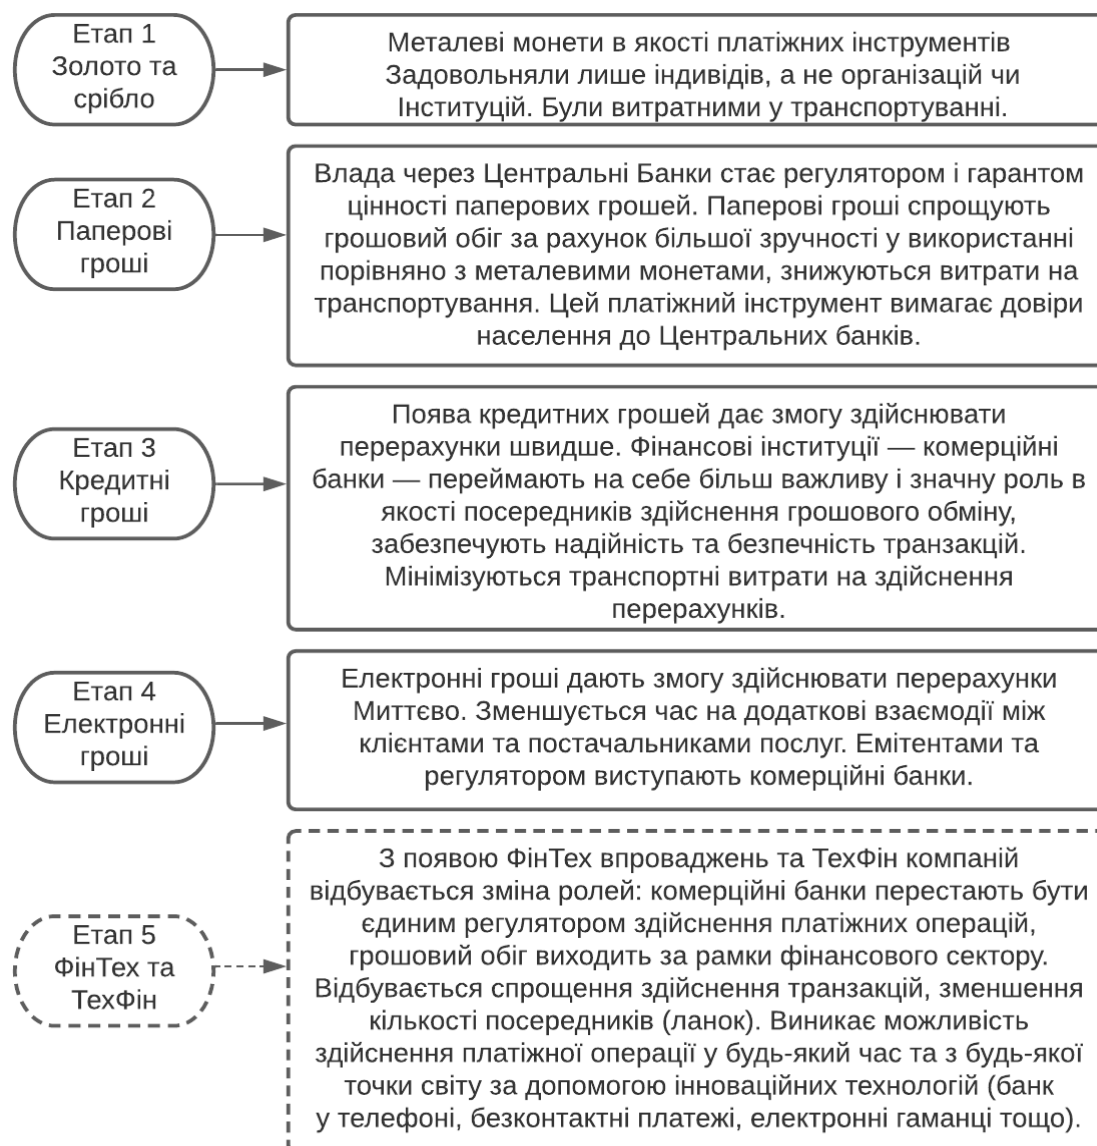 Етап 1
Золото та
срібло
Металеві монети в якості платіжних інструментів
Задовольняли лише індивідів, а не організацій чи
Інституцій. Були витратними у транспортуванні.
Етап 2
Паперові
гроші
Влада через Центральні Банки стає регулятором і гарантом
цінності паперових грошей. Паперові гроші спрощують
грошовий обіг за рахунок більшої зручності у використанні
порівняно з металевими монетами, знижуються витрати на
транспортування. Цей платіжний інструмент вимагає довіри
населення до Центральних банків.
Етап 3
Кредитні
гроші
Поява кредитних грошей дає змогу здійснювати
перерахунки швидше. Фінансові інституції — комерційні
банки — переймають на себе більш важливу і значну роль в
якості посередників здійснення грошового обміну,
забезпечують надійність та безпечність транзакцій.
Мінімізуються транспортні витрати на здійснення
перерахунків.
Етап 4
Електронні
гроші
Електронні гроші дають змогу здійснювати перерахунки
Миттєво. Зменшується час на додаткові взаємодії між
клієнтами та постачальниками послуг. Емітентами та
регулятором виступають комерційні банки.
Етап 5
ФінТех та
ТехФін
З появою ФінТех впроваджень та ТехФін компаній
відбувається зміна ролей: комерційні банки перестають бути
єдиним регулятором здійснення платіжних операцій,
грошовий обіг виходить за рамки фінансового сектору.
Відбувається спрощення здійснення транзакцій, зменшення
кількості посередників (ланок). Виникає можливість
здійснення платіжної операції у будь-який час та з будь-якої
точки світу за допомогою інноваційних технологій (банк
у телефоні, безконтактні платежі, електронні гаманці тощо).